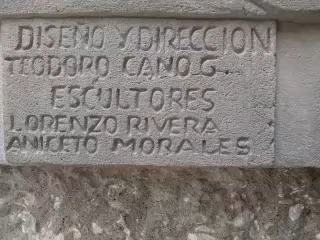 DISEÑO Y DIRECCION
TEODORO CANO G.
ESCULTORES
LORENZO RIVERA
ANICETO MORALES